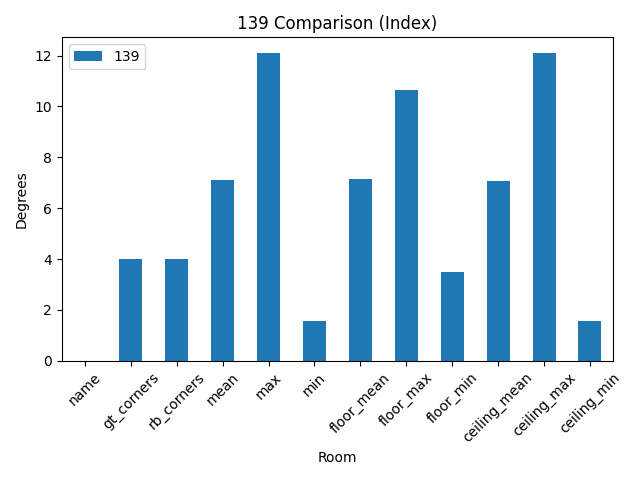 139 Comparison (Index)
139
12
10
8
6
4
2
0
Degrees
name
gt_corners
rb_corners
mean
max
min
floor_mean
floor_max
floor_min
ceiling_mean
ceiling_max
ceiling_min
Room